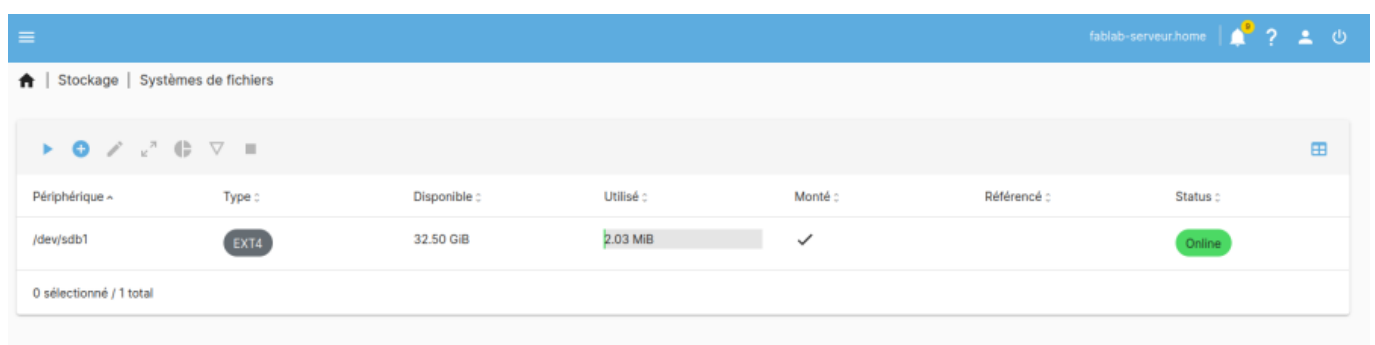 fablab-serveur.home
9
?
Stockage | Systèmes de fichiers
Périphérique Type Disponible Utilisé Monté Référencé Status
/dev/sdb1 EXT4 32.50 GiB 2.03 MiB Online
0 sélectionné / 1 total